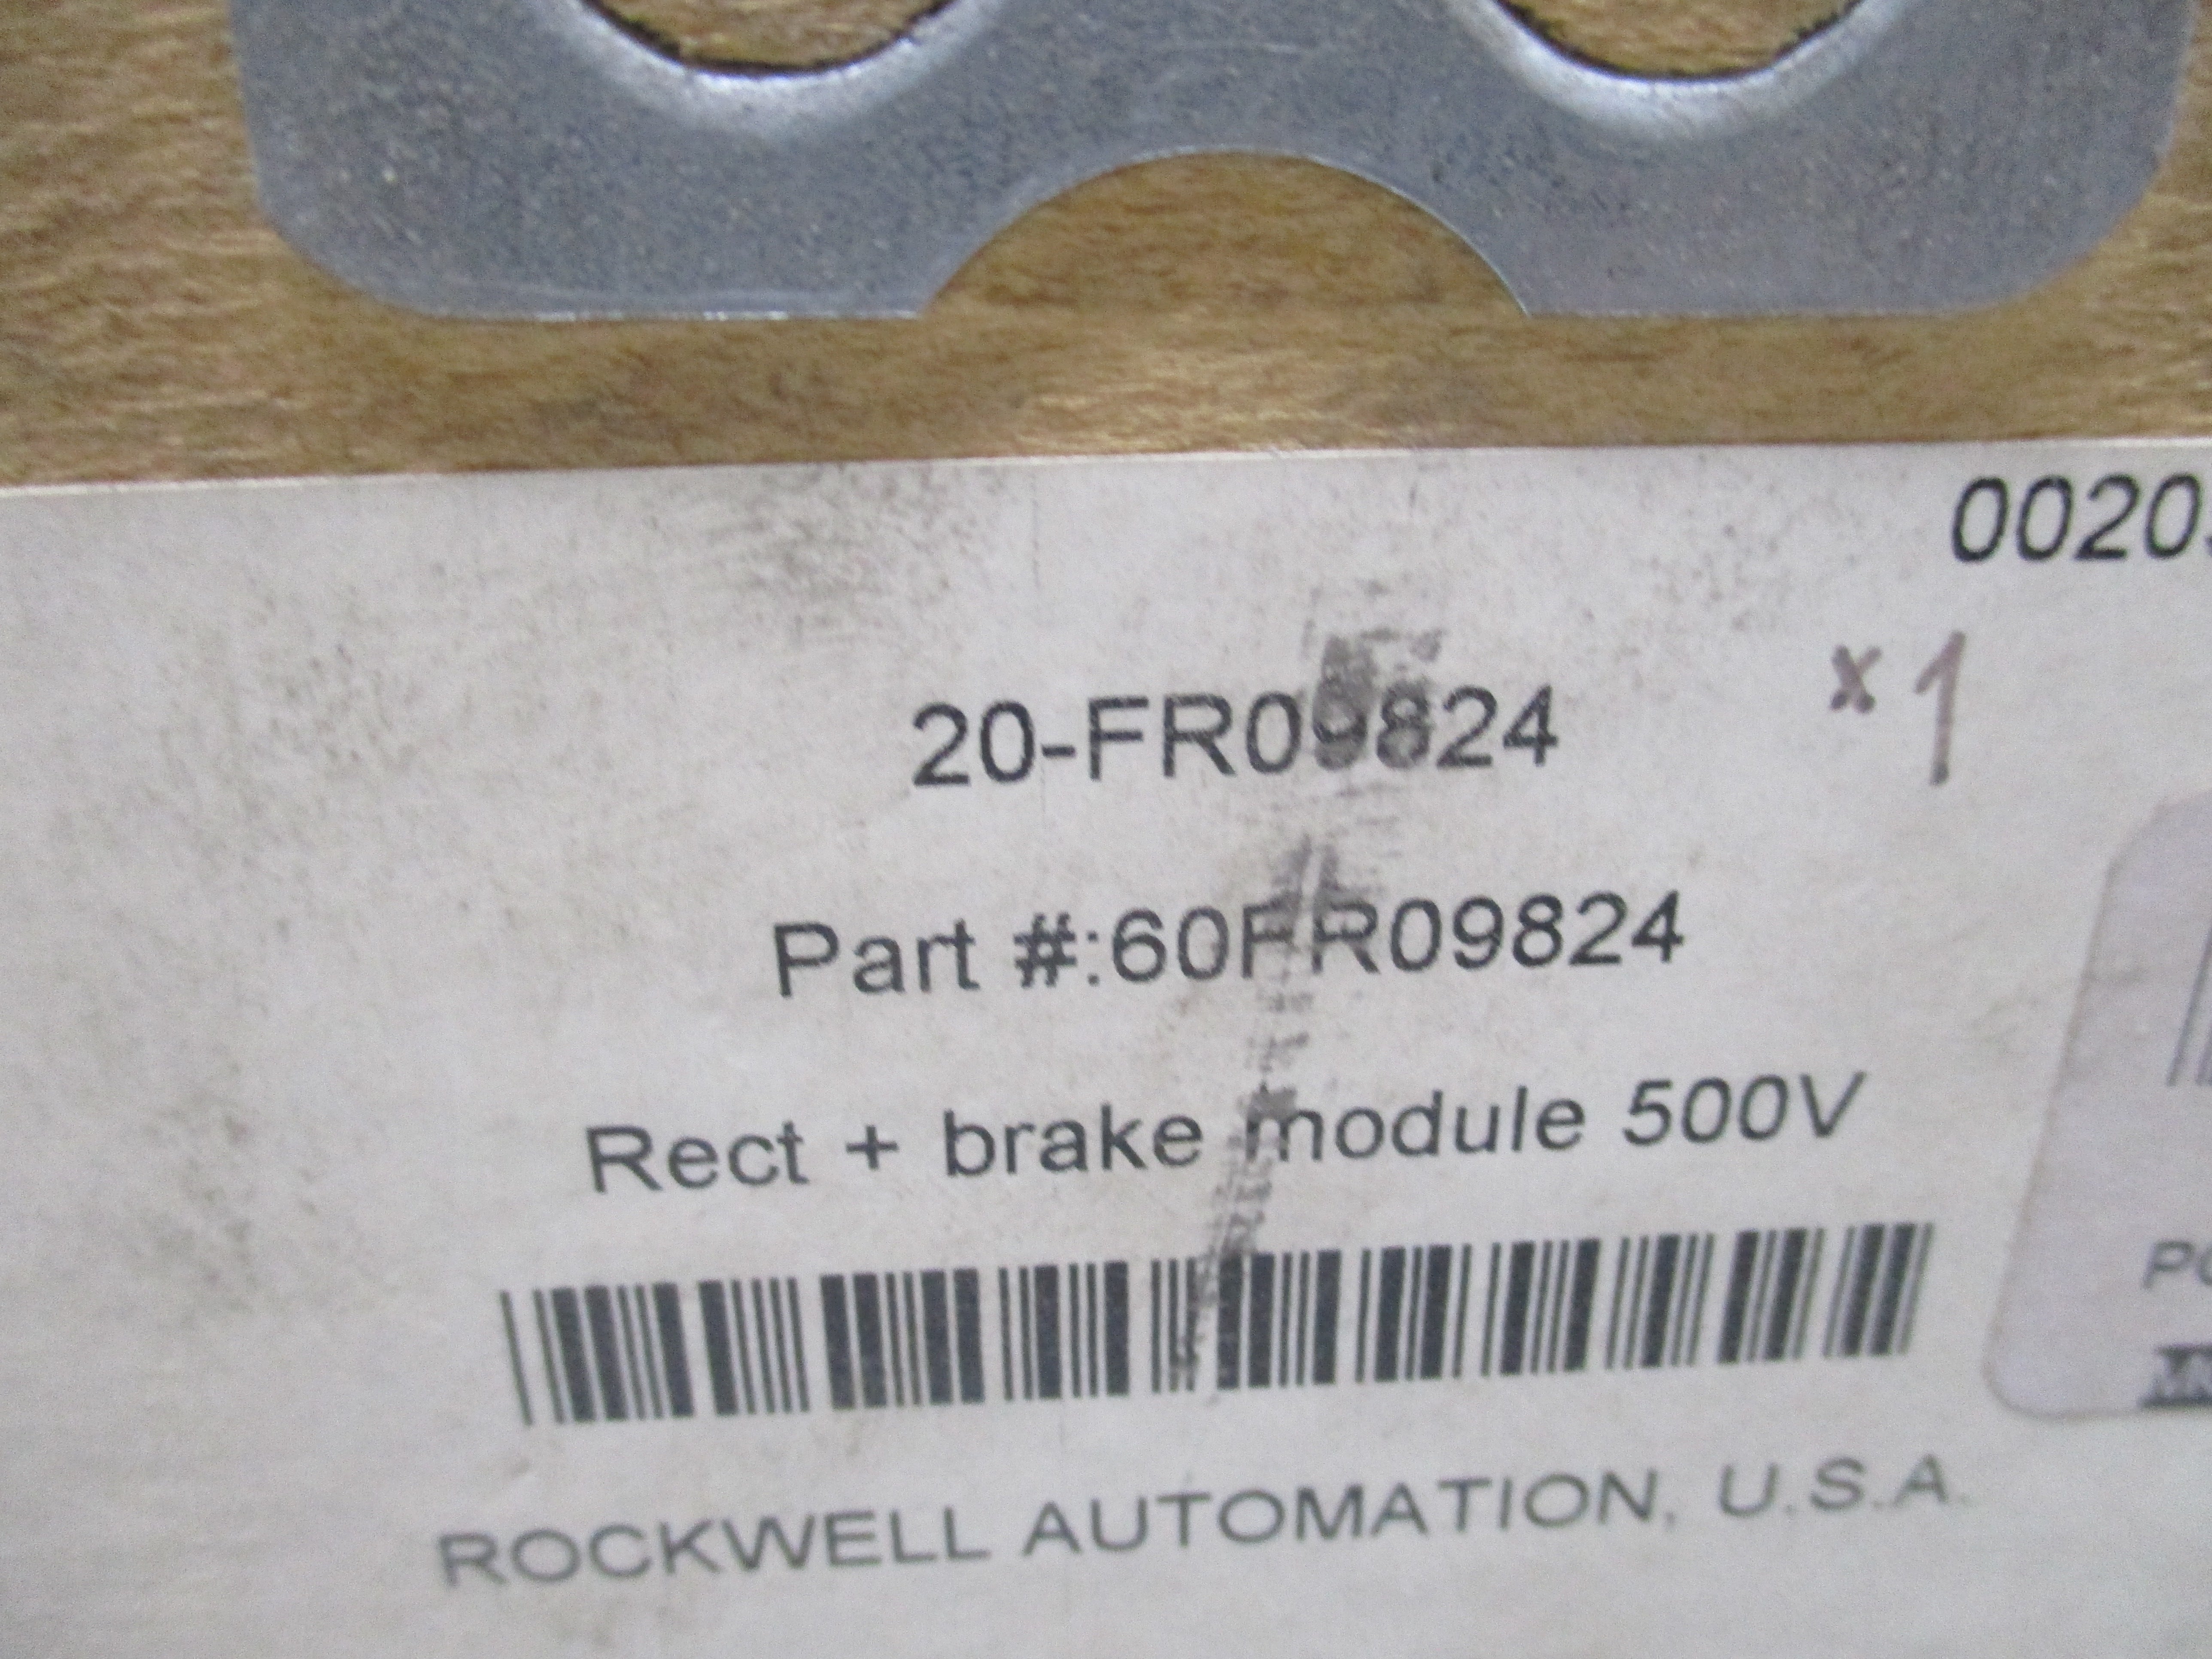 0020
20-FR09824
x1
Part #:60FR09824
Rect + brake module 500V
ROCKWELL AUTOMATION, U.S.A.